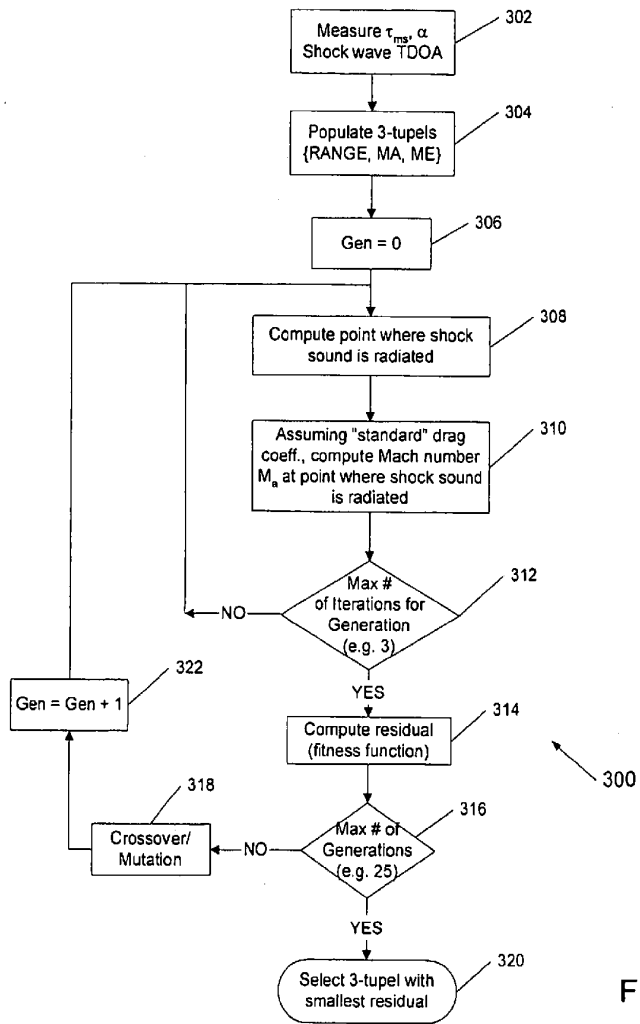 Measure τms, α
Shock wave TDOA
302
Populate 3-tupels
{RANGE, MA, ME}
304
Gen = 0
306
Compute point where shock
sound is radiated
308
Assuming "standard" drag
coeff., compute Mach number
Ma at point where shock sound
is radiated
310
Max #
of Iterations for
Generation
(e.g. 3)
312
NO
YES
Gen = Gen + 1
322
Compute residual
(fitness function)
314
300
Crossover/
Mutation
318
NO
Max # of
Generations
(e.g. 25)
316
YES
Select 3-tupel with
smallest residual
320
F